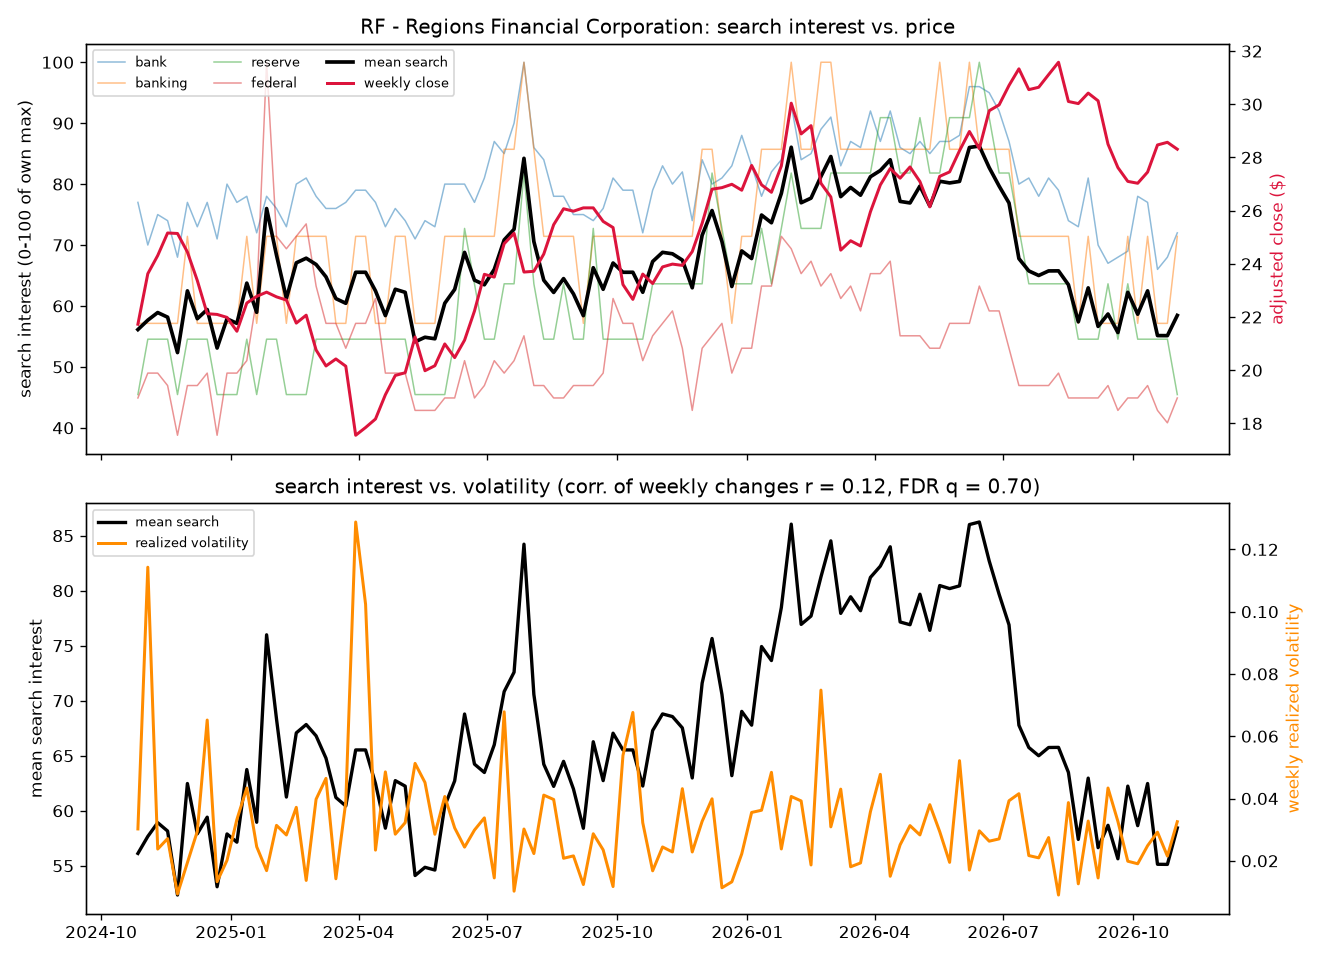 RF - Regions Financial Corporation: search interest vs. price
bank
banking
reserve
federal
mean search
weekly close
search interest (0-100 of own max)
100
90
80
70
60
50
40
adjusted close ($)
32
30
28
26
24
22
20
18
search interest vs. volatility (corr. of weekly changes r = 0.12, FDR q = 0.70)
mean search
realized volatility
mean search interest
85
80
75
70
65
60
55
weekly realized volatility
0.12
0.10
0.08
0.06
0.04
0.02
2024-10
2025-01
2025-04
2025-07
2025-10
2026-01
2026-04
2026-07
2026-10